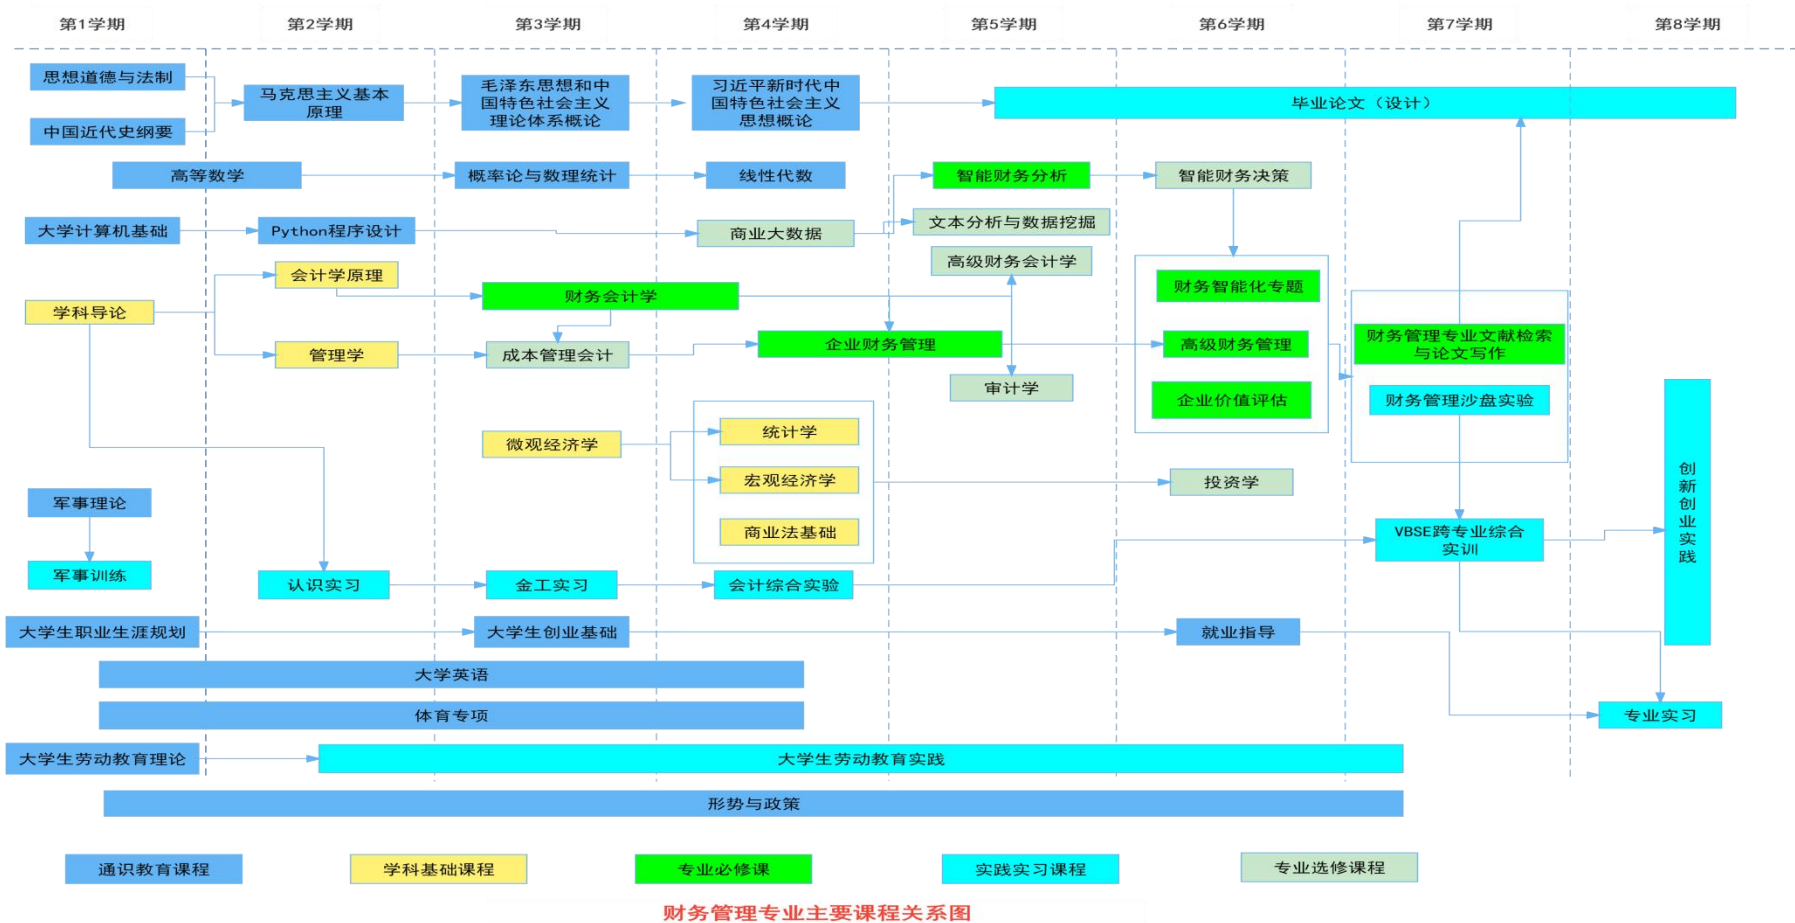 第1学期
第2学期
第3学期
第4学期
第5学期
第6学期
第7学期
第8学期
思想道德与法制
中国近代史纲要
马克思主义基本
原理
毛泽东思想和中
国特色社会主义
理论体系概论
习近平新时代中
国特色社会主义
思想概论
毕业论文（设计）
高等数学
概率论与数理统计
线性代数
智能财务分析
智能财务决策
大学计算机基础
Python程序设计
商业大数据
文本分析与数据挖掘
高级财务会计学
学科导论
会计学原理
管理学
财务会计学
成本管理会计
企业财务管理
审计学
财务智能化专题
高级财务管理
企业价值评估
财务管理专业文献检索
与论文写作
财务管理沙盘实验
微观经济学
统计学
宏观经济学
商业法基础
投资学
军事理论
军事训练
认识实习
金工实习
会计综合实验
VBSE跨专业综合
实训
创新创业实践
大学生职业生涯规划
大学生创业基础
就业指导
大学英语
体育专项
专业实习
大学生劳动教育理论
大学生劳动教育实践
形势与政策
通识教育课程
学科基础课程
专业必修课
实践实习课程
专业选修课程
财务管理专业主要课程关系图